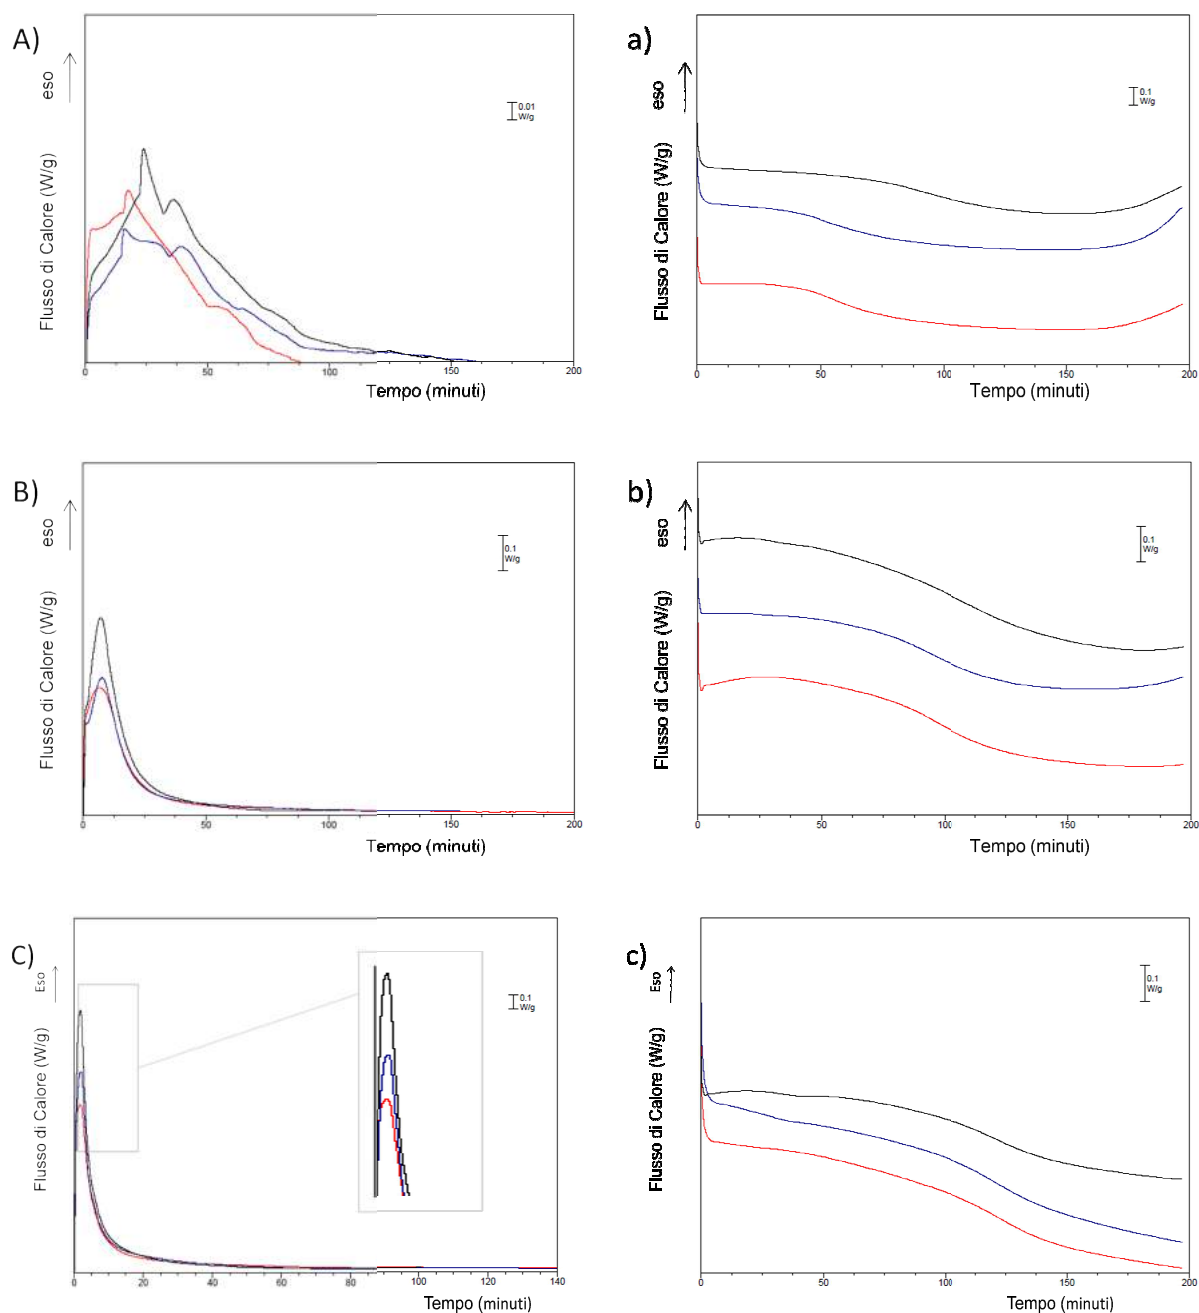 A)
eso
Flusso di Calore (W/g)
0.01
W/g
0 50 100 150 200
Tempo (minuti)
a)
eso
Flusso di Calore (W/g)
0.1
W/g
0 50 100 150 200
Tempo (minuti)
B)
eso
Flusso di Calore (W/g)
0.1
W/g
0 50 100 150 200
Tempo (minuti)
b)
eso
Flusso di Calore (W/g)
0.1
W/g
0 50 100 150 200
Tempo (minuti)
C)
Eso
Flusso di Calore (W/g)
0.1
W/g
0 20 40 60 80 100 120 140
Tempo (minuti)
c)
Eso
Flusso di Calore (W/g)
0.1
W/g
0 50 100 150 200
Tempo (minuti)